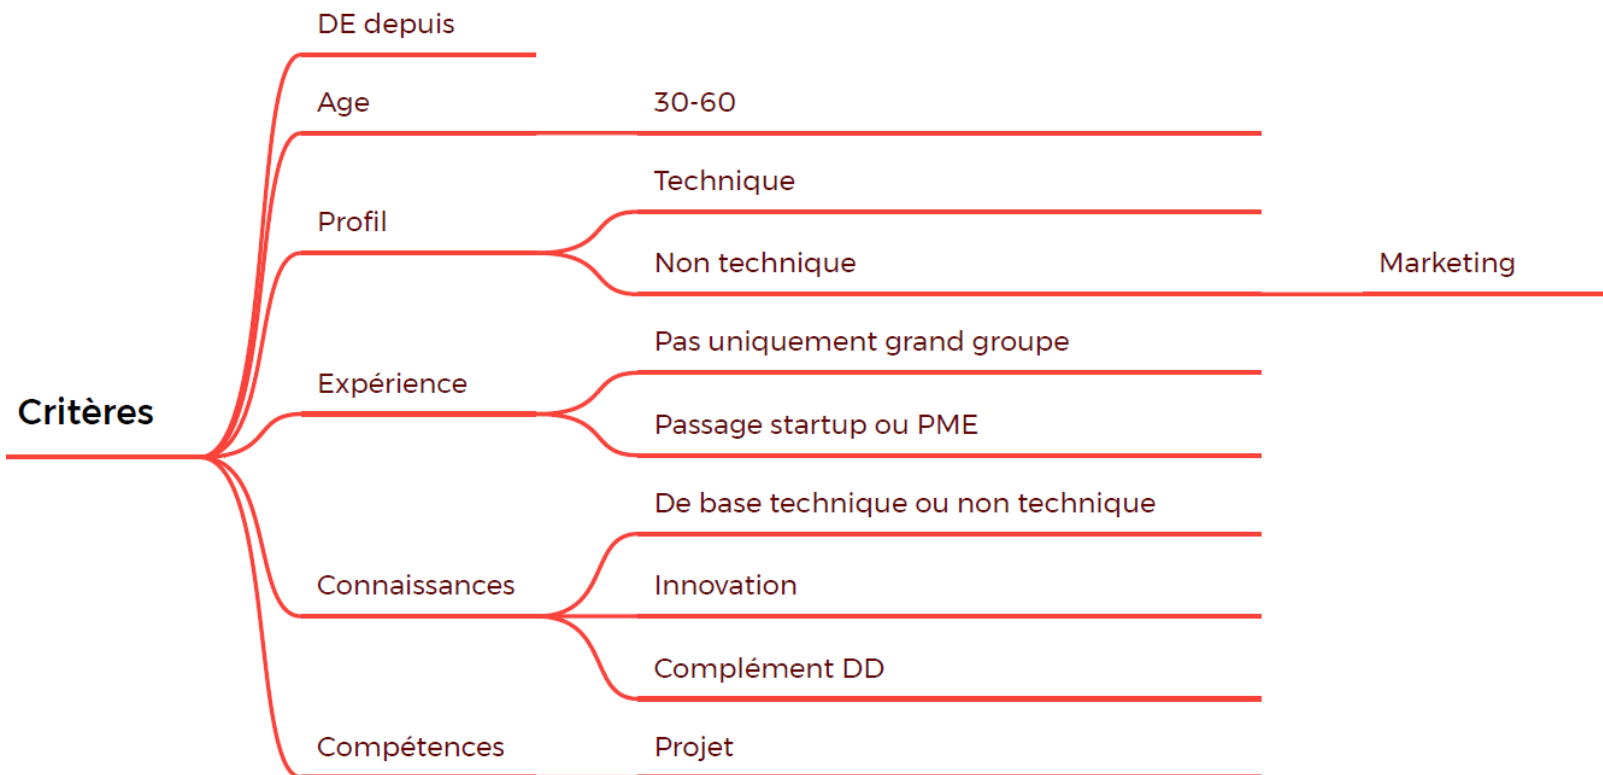 DE depuis
Age
30-60
Technique
Profil
Non technique
Marketing
Pas uniquement grand groupe
Expérience
Critères
Passage startup ou PME
De base technique ou non technique
Connaissances
Innovation
Complément DD
Compétences
Projet